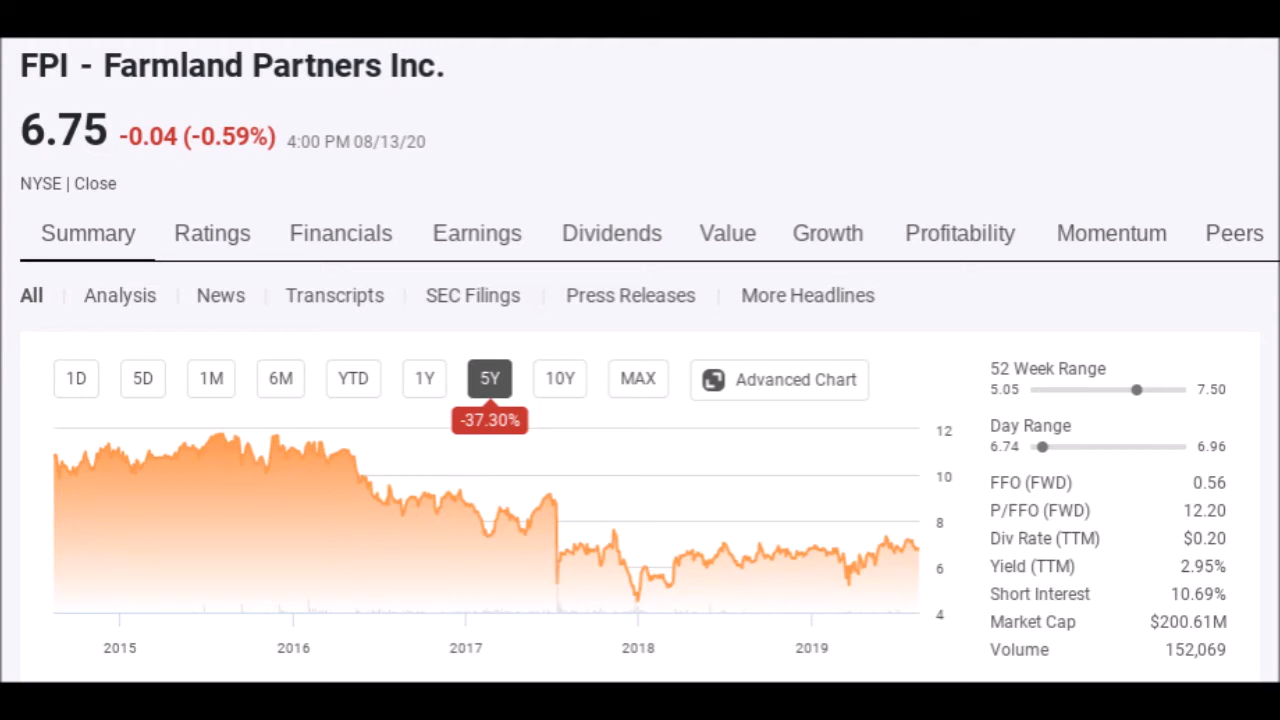 FPI - Farmland Partners Inc.
6.75 -0.04 (-0.59%) 4:00 PM 08/13/20
NYSE | Close
Summary Ratings Financials Earnings Dividends Value Growth Profitability Momentum Peers
All Analysis News Transcripts SEC Filings Press Releases More Headlines
1D 5D 1M 6M YTD 1Y 5Y 10Y MAX Advanced Chart
-37.30%
12
10
8
6
4
2015 2016 2017 2018 2019
52 Week Range
5.05 7.50
Day Range
6.74 6.96
FFO (FWD) 0.56
P/FFO (FWD) 12.20
Div Rate (TTM) $0.20
Yield (TTM) 2.95%
Short Interest 10.69%
Market Cap $200.61M
Volume 152,069